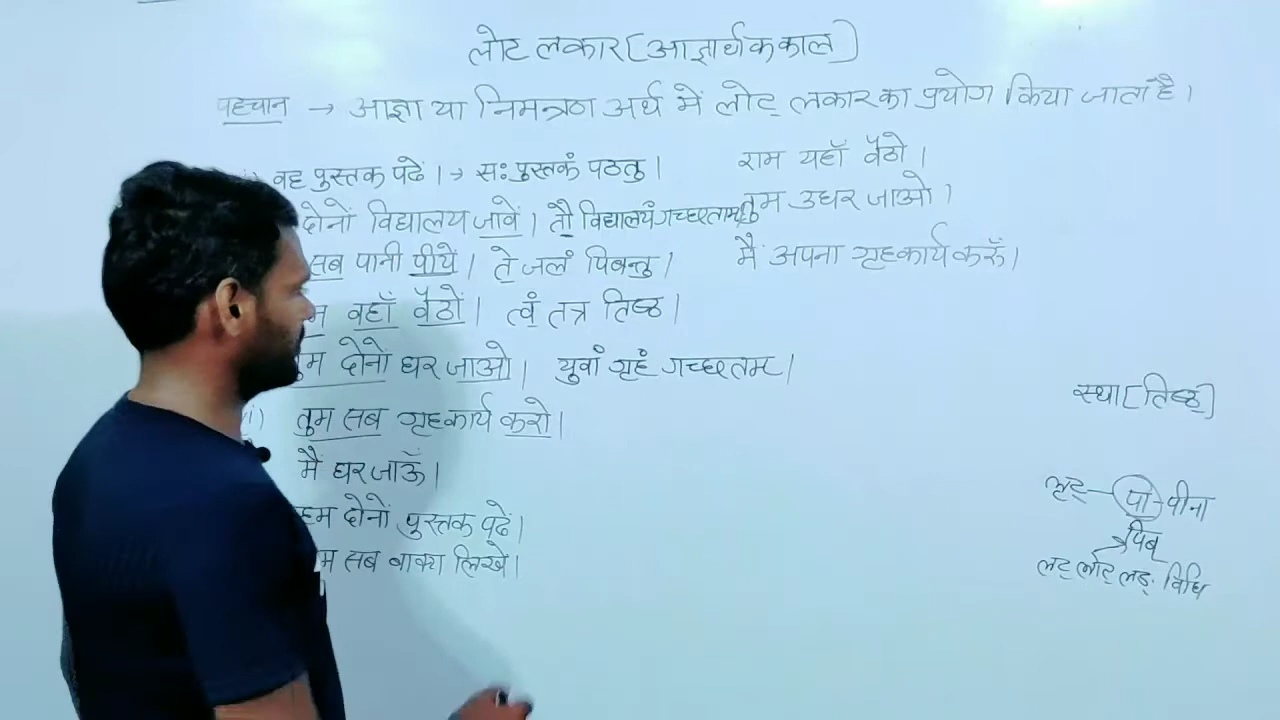 लोट लकार [आज्ञार्थक काल]
पहचान → आज्ञा या निमन्त्रण अर्थ में लोट् लकार का प्रयोग किया जाता है।
वह पुस्तक पढें। → सः पुस्तकं पठतु।
दोनों विद्यालय जावें। तौ विद्यालयं गच्छताम्
सब पानी पीयें। ते जलं पिबन्तु।
वहाँ वैठों। त्वं तत्र तिष्ठ।
तुम दोनों घर जाओ। युवां गृहं गच्छतम्।
vi) तुम सब गृहकार्य करो।
मै घर जाऊँ।
हम दोनों पुस्तक पढें।
सब वाक्य लिखे।
राम यहाँ वैठो।
तुम उधर जाओ।
मै अपना गृहकार्य करूँ।
स्था [तिष्ठ्]
लृट् — पा - पीना
पिब्
लट् लोट् लङ् विधि